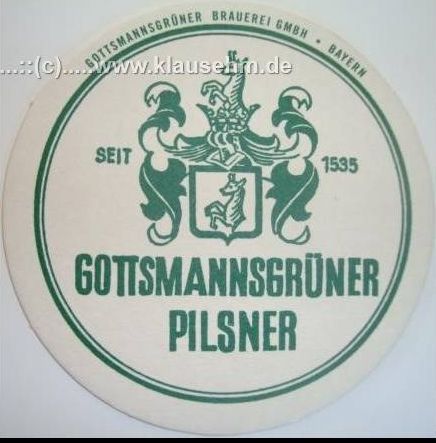 GOTTSMANNSGRÜNER BRAUEREI GMBH • BAYERN
...::(c).....www.klausehm.de
SEIT 1535
GOTTSMANNSGRÜNER
PILSNER